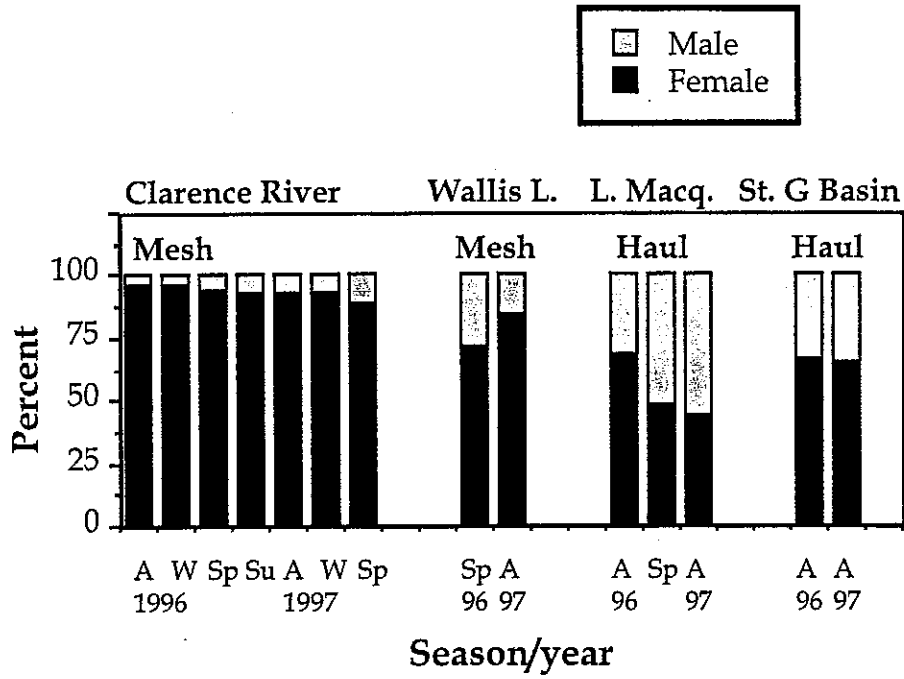 Male
Female
Clarence River Wallis L. L. Macq. St. G Basin
Mesh Mesh Haul Haul
100
75
50
25
0
Percent
A W Sp Su A W Sp Sp A A Sp A A A
1996 1997 96 97 96 97 96 97
Season/year